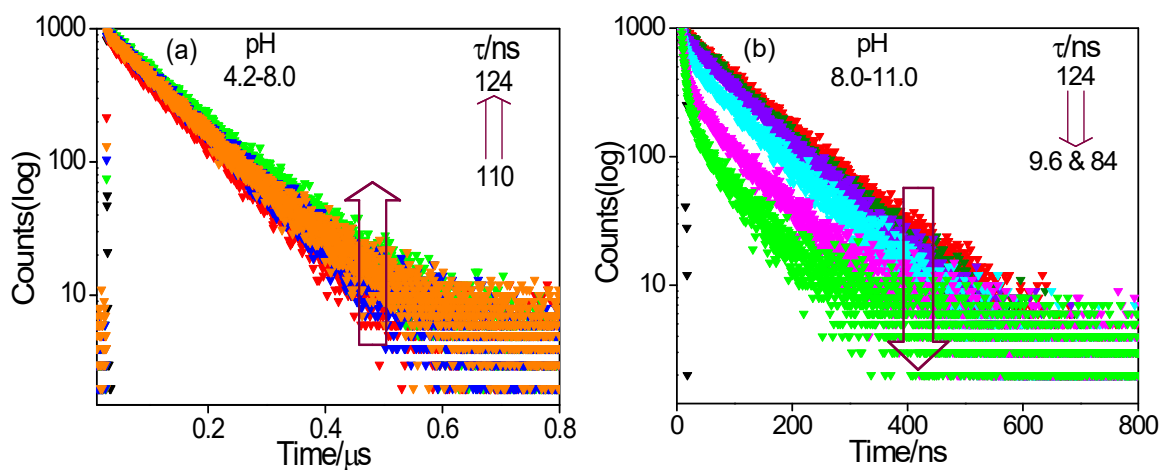 (a)
pH
4.2-8.0
τ/ns
124
110
1000
100
10
Counts(log)
0.2
0.4
0.6
0.8
Time/μs
(b)
pH
8.0-11.0
τ/ns
124
9.6 & 84
1000
100
10
Counts(log)
0
200
400
600
800
Time/ns